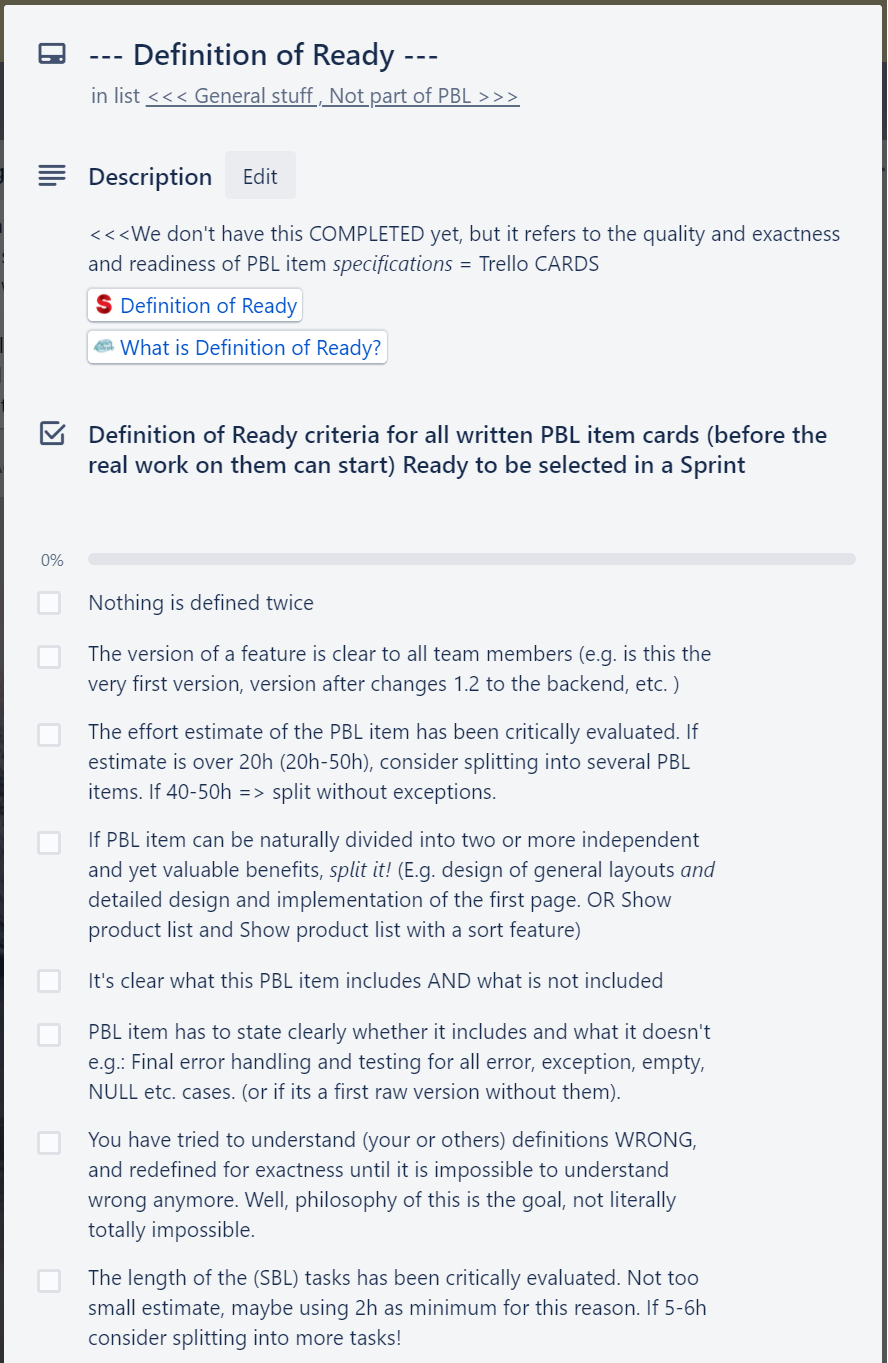 --- Definition of Ready ---
in list <<< General stuff , Not part of PBL >>>
Description Edit
<<<We don't have this COMPLETED yet, but it refers to the quality and exactness
and readiness of PBL item specifications = Trello CARDS
Definition of Ready
What is Definition of Ready?
Definition of Ready criteria for all written PBL item cards (before the
real work on them can start) Ready to be selected in a Sprint
0%
Nothing is defined twice
The version of a feature is clear to all team members (e.g. is this the
very first version, version after changes 1.2 to the backend, etc. )
The effort estimate of the PBL item has been critically evaluated. If
estimate is over 20h (20h-50h), consider splitting into several PBL
items. If 40-50h => split without exceptions.
If PBL item can be naturally divided into two or more independent
and yet valuable benefits, split it! (E.g. design of general layouts and
detailed design and implementation of the first page. OR Show
product list and Show product list with a sort feature)
It's clear what this PBL item includes AND what is not included
PBL item has to state clearly whether it includes and what it doesn't
e.g.: Final error handling and testing for all error, exception, empty,
NULL etc. cases. (or if its a first raw version without them).
You have tried to understand (your or others) definitions WRONG,
and redefined for exactness until it is impossible to understand
wrong anymore. Well, philosophy of this is the goal, not literally
totally impossible.
The length of the (SBL) tasks has been critically evaluated. Not too
small estimate, maybe using 2h as minimum for this reason. If 5-6h
consider splitting into more tasks!